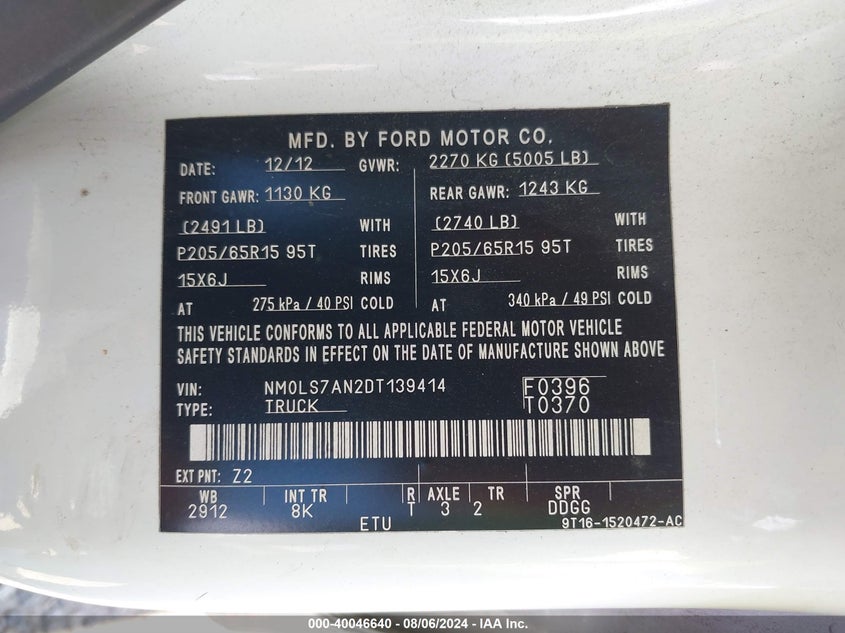 MFD. BY FORD MOTOR CO.
DATE: 12/12 GVWR: 2270 KG (5005 LB)
FRONT GAWR: 1130 KG REAR GAWR: 1243 KG
(2491 LB) WITH (2740 LB) WITH
P205/65R15 95T TIRES P205/65R15 95T TIRES
15X6J RIMS 15X6J RIMS
AT 275 kPa / 40 PSI COLD AT 340 kPa / 49 PSI COLD
THIS VEHICLE CONFORMS TO ALL APPLICABLE FEDERAL MOTOR VEHICLE
SAFETY STANDARDS IN EFFECT ON THE DATE OF MANUFACTURE SHOWN ABOVE
VIN: NM0LS7AN2DT139414 F0396
TYPE: TRUCK T0370
EXT PNT: Z2
WB INT TR R AXLE TR SPR
2912 8K T 3 2 DDGG
ETU 9T16-1520472-AC
000-40046640 - 08/06/2024 - IAA Inc.